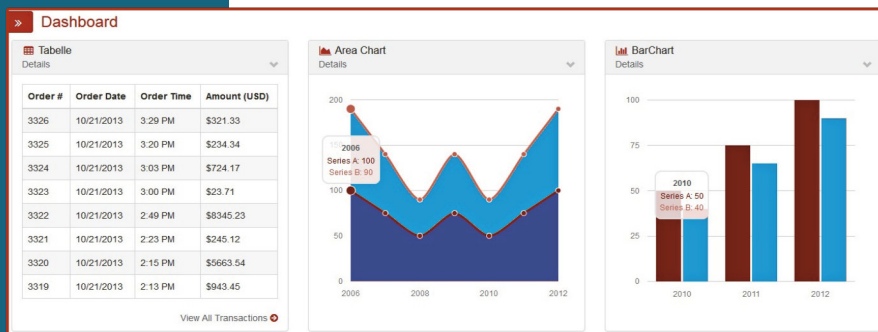 » Dashboard
Tabelle
Details
Order # Order Date Order Time Amount (USD)
3326 10/21/2013 3:29 PM $321.33
3325 10/21/2013 3:20 PM $234.34
3324 10/21/2013 3:03 PM $724.17
3323 10/21/2013 3:00 PM $23.71
3322 10/21/2013 2:49 PM $8345.23
3321 10/21/2013 2:23 PM $245.12
3320 10/21/2013 2:15 PM $5663.54
3319 10/21/2013 2:13 PM $943.45
View All Transactions
Area Chart
Details
200
2006
Series A: 100
Series B: 90
100
50
0
2006 2008 2010 2012
BarChart
Details
100
75
2010
50
Series A: 50
Series B: 40
25
0
2010 2011 2012